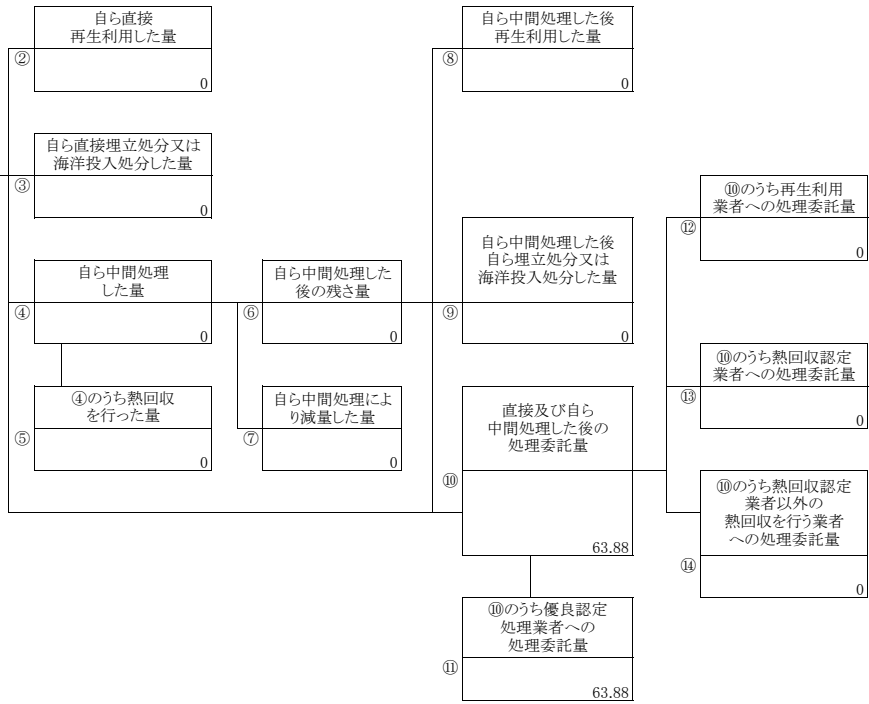 自ら直接
再生利用した量
②
0
自ら直接埋立処分又は
海洋投入処分した量
③
0
自ら中間処理
した量
④
0
④のうち熱回収
を行った量
⑤
0
自ら中間処理した
後の残さ量
⑥
0
自ら中間処理によ
り減量した量
⑦
0
自ら中間処理した後
再生利用した量
⑧
0
自ら中間処理した後
自ら埋立処分又は
海洋投入処分した量
⑨
0
直接及び自ら
中間処理した後の
処理委託量
⑩
63.88
⑩のうち優良認定
処理業者への
処理委託量
⑪
63.88
⑩のうち再生利用
業者への処理委託量
⑫
0
⑩のうち熱回収認定
業者への処理委託量
⑬
0
⑩のうち熱回収認定
業者以外の
熱回収を行う業者
への処理委託量
⑭
0